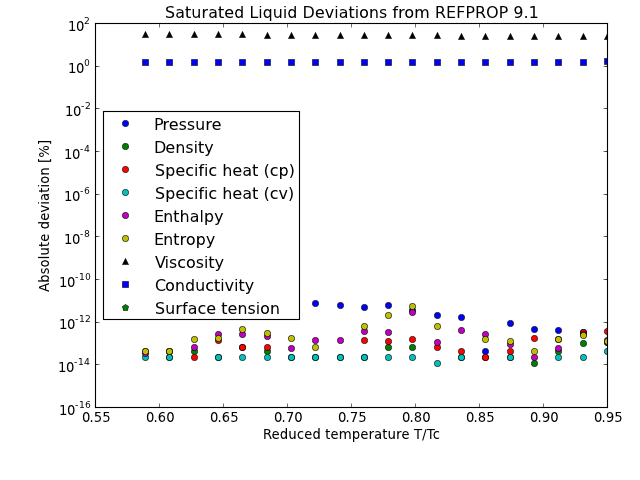 Saturated Liquid Deviations from REFPROP 9.1
10^2
10^0
10^-2
10^-4
10^-6
10^-8
10^-10
10^-12
10^-14
10^-16
Absolute deviation [%]
Pressure
Density
Specific heat (cp)
Specific heat (cv)
Enthalpy
Entropy
Viscosity
Conductivity
Surface tension
0.55 0.60 0.65 0.70 0.75 0.80 0.85 0.90 0.95
Reduced temperature T/Tc